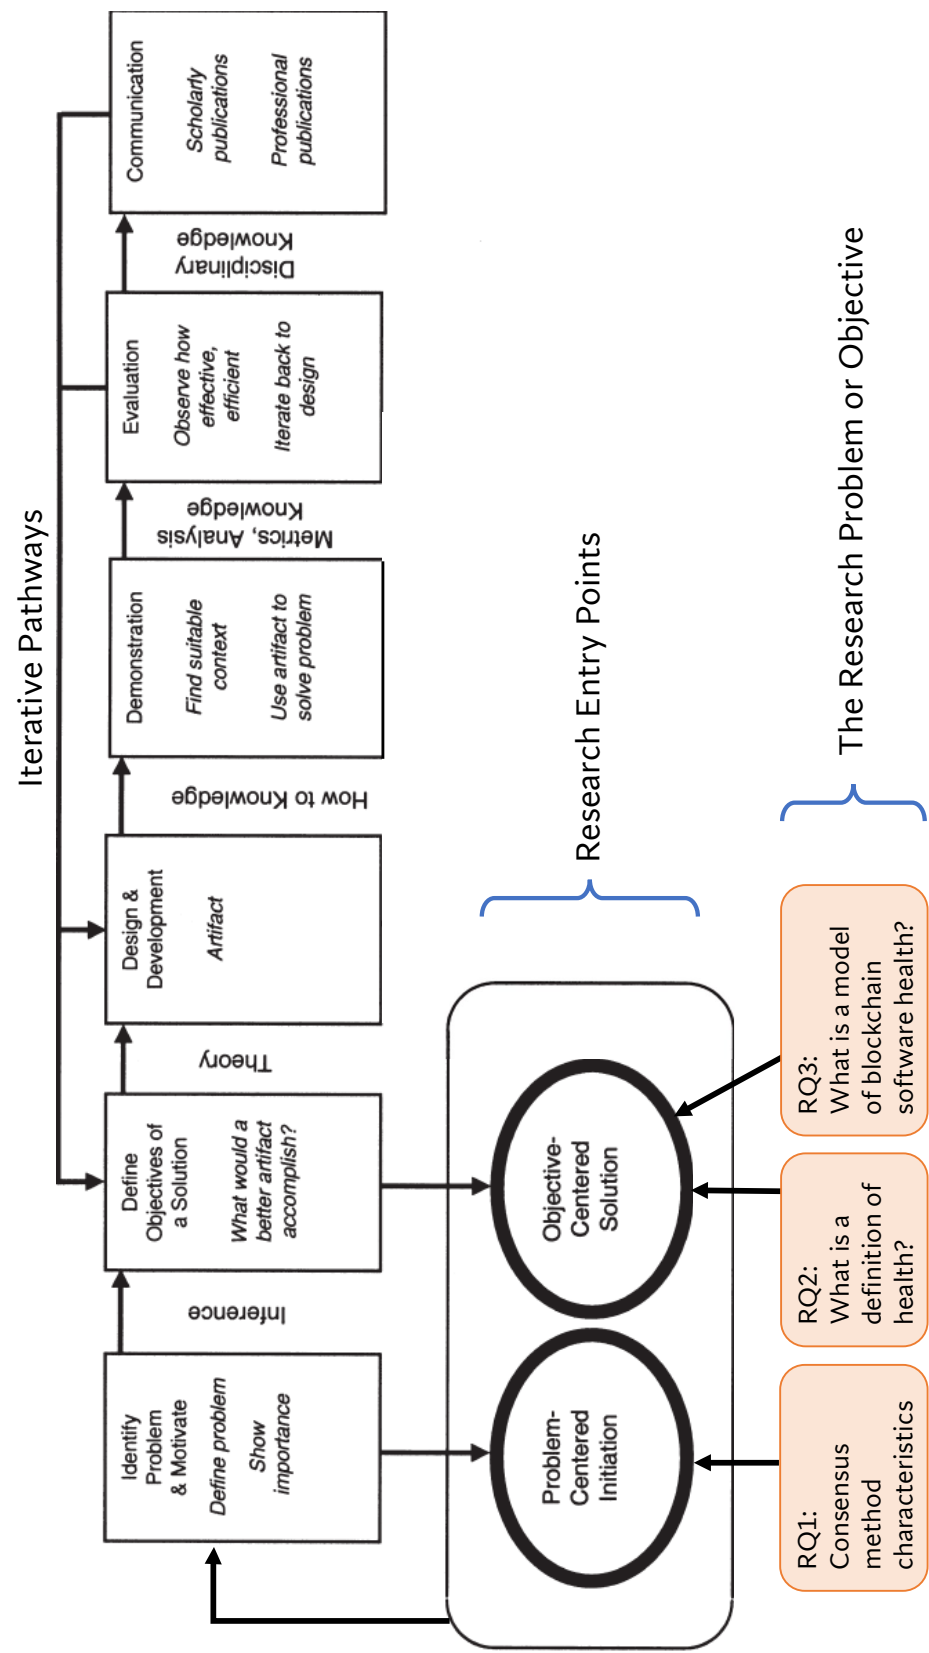 Iterative Pathways
Identify
Problem
& Motivate
Define problem
Show
importance
Inference
Define
Objectives of
a Solution
What would a
better artifact
accomplish?
Theory
Design &
Development
Artifact
How to Knowledge
Demonstration
Find suitable
context
Use artifact to
solve problem
Metrics, Analysis
Knowledge
Evaluation
Observe how
effective,
efficient
Iterate back to
design
Disciplinary
Knowledge
Communication
Scholarly
publications
Professional
publications
Problem-
Centered
Initiation
Objective-
Centered
Solution
Research Entry Points
RQ1:
Consensus
method
characteristics
RQ2:
What is a
definition of
health?
RQ3:
What is a model
of blockchain
software health?
The Research Problem or Objective